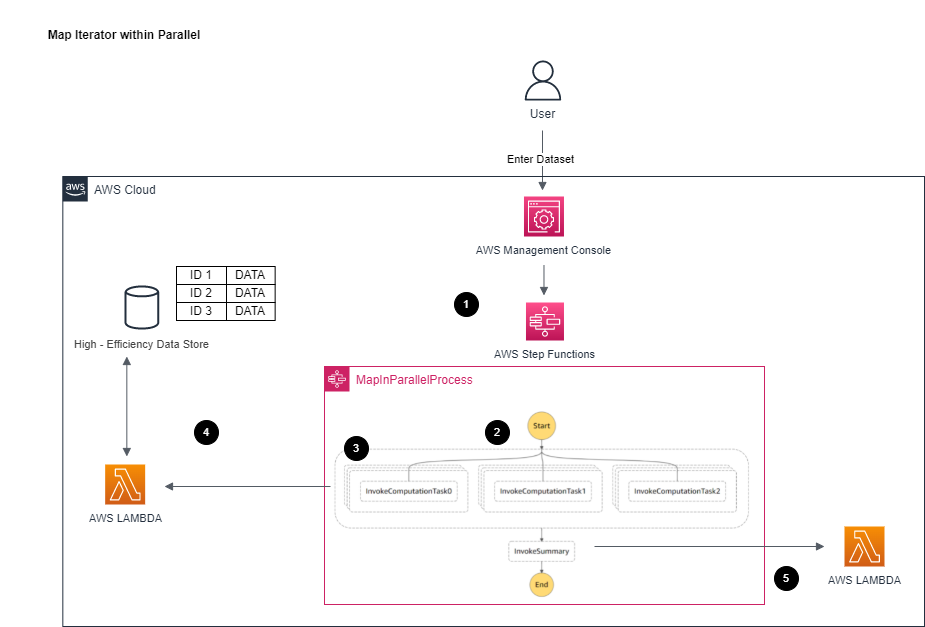 Map Iterator within Parallel
User
Enter Dataset
aws
AWS Cloud
AWS Management Console
ID 1 DATA
ID 2 DATA
ID 3 DATA
1
High - Efficiency Data Store
AWS Step Functions
MapInParallelProcess
4
2
Start
3
InvokeComputationTask0
InvokeComputationTask1
InvokeComputationTask2
AWS LAMBDA
InvokeSummary
End
5
AWS LAMBDA